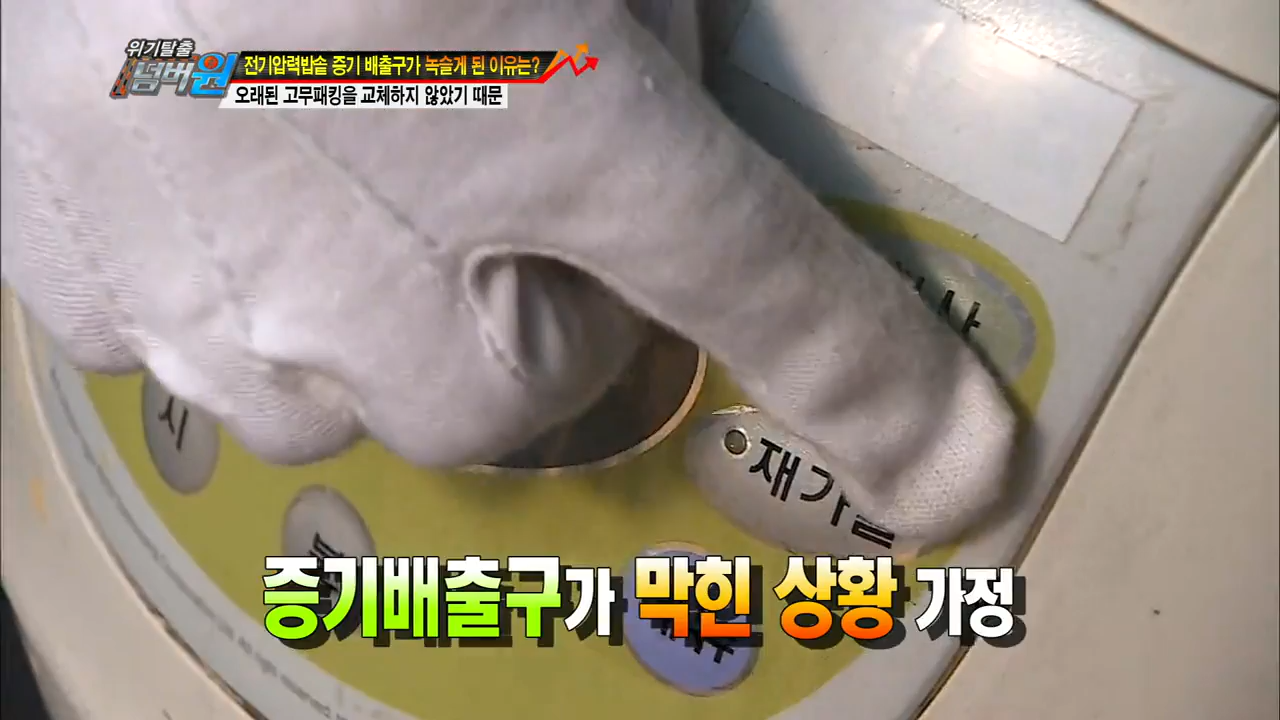 위기탈출
넘버원
전기압력밥솥 증기 배출구가 녹슬게 된 이유는?
오래된 고무패킹을 교체하지 않았기 때문
시
재가열
증기배출구가 막힌 상황 가정